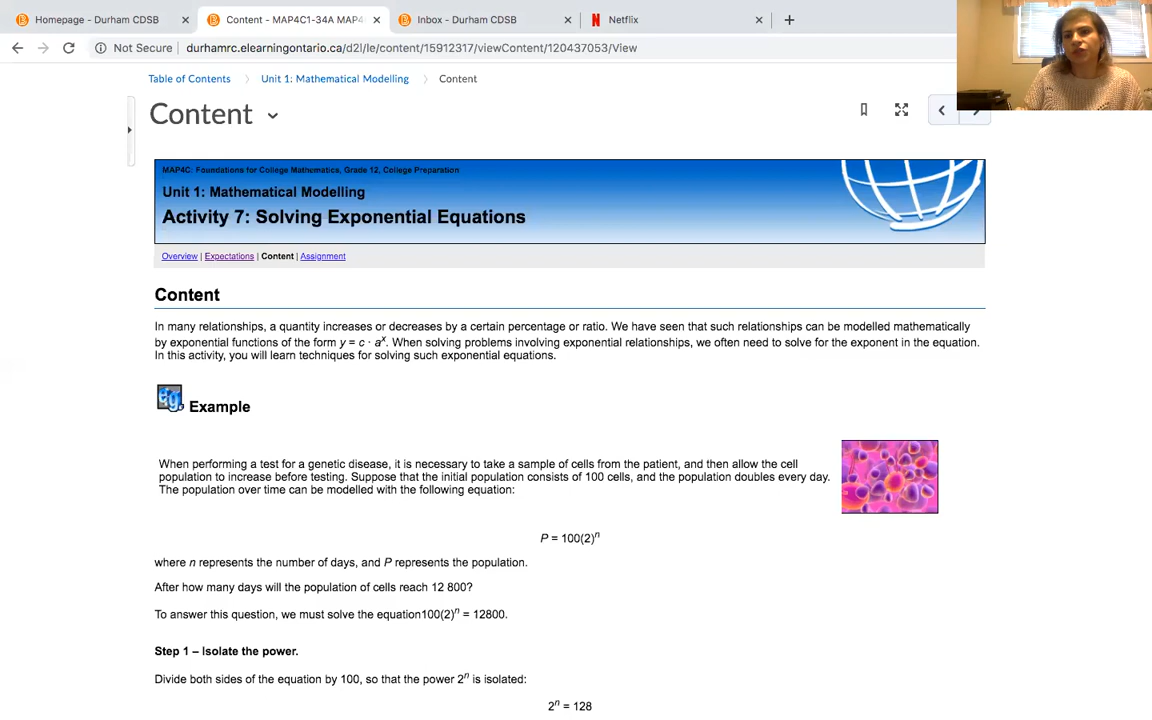 Homepage - Durham CDSB
Content - MAP4C1-34A MAP4
Inbox - Durham CDSB
Netflix
Not Secure | durhamrc.elearningontario.ca/d2l/le/content/15912317/viewContent/120437053/View
Table of Contents > Unit 1: Mathematical Modelling > Content
Content
MAP4C: Foundations for College Mathematics, Grade 12, College Preparation
Unit 1: Mathematical Modelling
Activity 7: Solving Exponential Equations
Overview | Expectations | Content | Assignment
Content
In many relationships, a quantity increases or decreases by a certain percentage or ratio. We have seen that such relationships can be modelled mathematically
by exponential functions of the form y = c · aˣ. When solving problems involving exponential relationships, we often need to solve for the exponent in the equation.
In this activity, you will learn techniques for solving such exponential equations.
eg.
Example
When performing a test for a genetic disease, it is necessary to take a sample of cells from the patient, and then allow the cell
population to increase before testing. Suppose that the initial population consists of 100 cells, and the population doubles every day.
The population over time can be modelled with the following equation:
P = 100(2)ⁿ
where n represents the number of days, and P represents the population.
After how many days will the population of cells reach 12 800?
To answer this question, we must solve the equation100(2)ⁿ = 12800.
Step 1 – Isolate the power.
Divide both sides of the equation by 100, so that the power 2ⁿ is isolated:
2ⁿ = 128